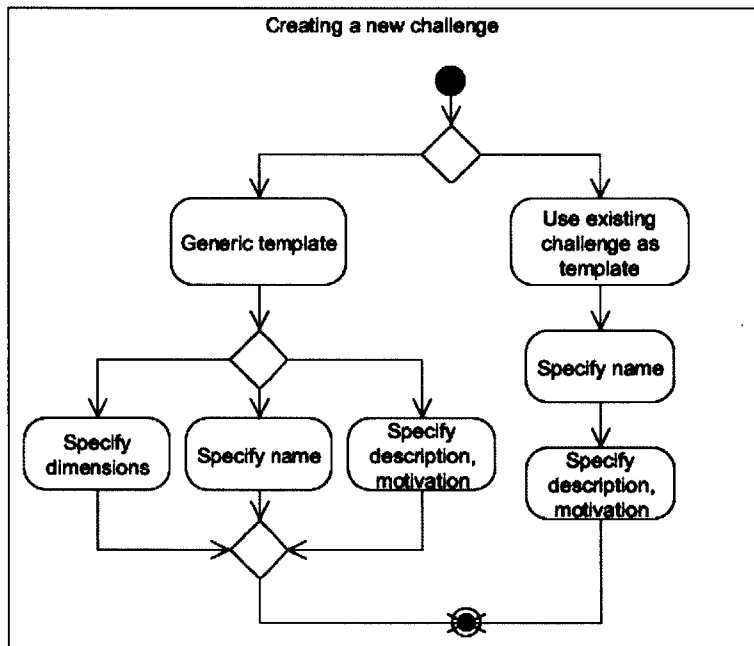 Creating a new challenge
Generic template
Use existing
challenge as
template
Specify name
Specify
dimensions
Specify name
Specify
description,
motivation
Specify
description,
motivation